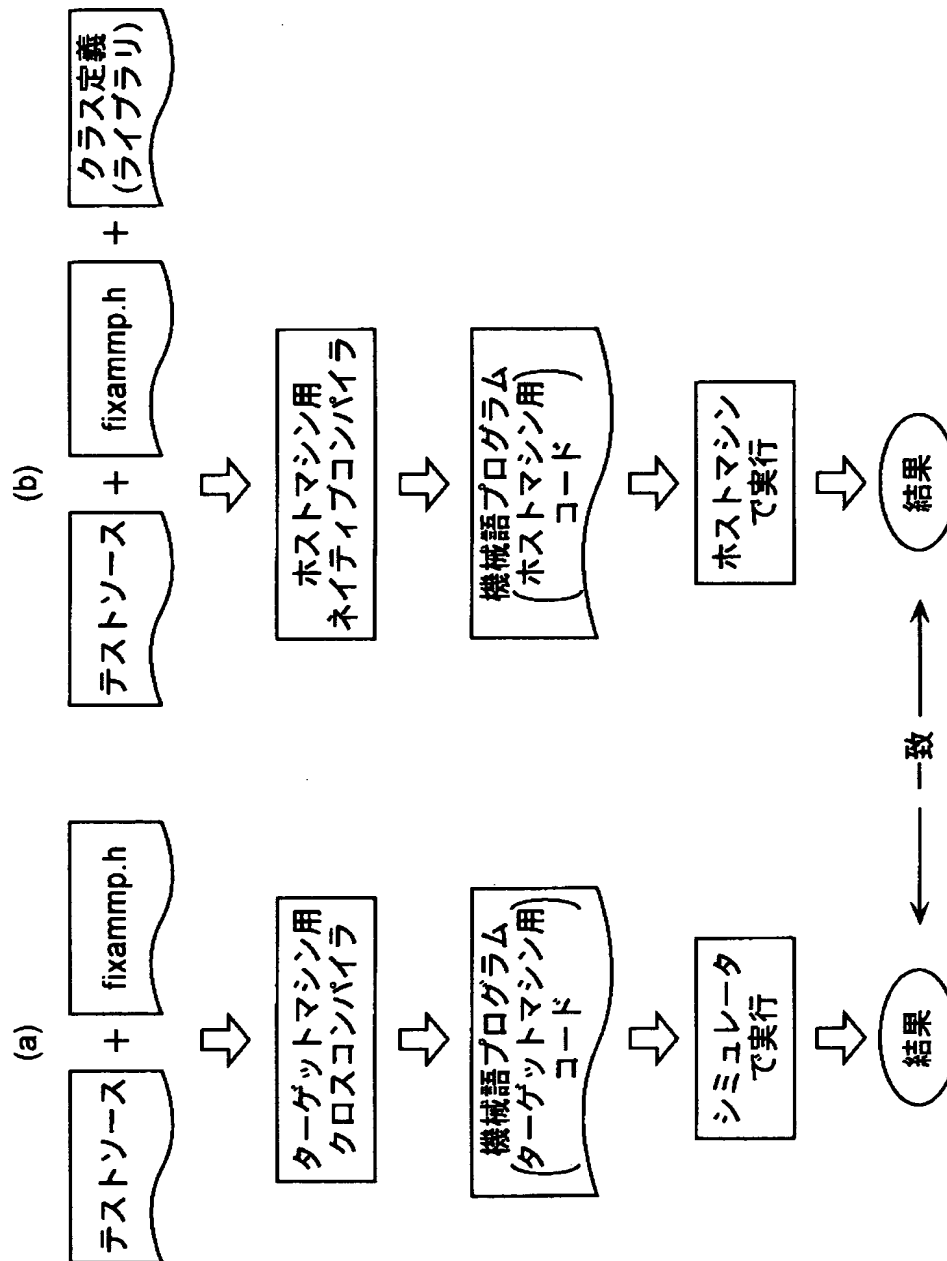 (a)
テストソース + fixammp.h
ターゲットマシン用
クロスコンパイラ
機械語プログラム
(ターゲットマシン用)
コード
シミュレータ
で実行
結果
(b)
テストソース + fixammp.h + クラス定義
(ライブラリ)
ホストマシン用
ネイティブコンパイラ
機械語プログラム
(ホストマシン用)
コード
ホストマシン
で実行
結果
一致